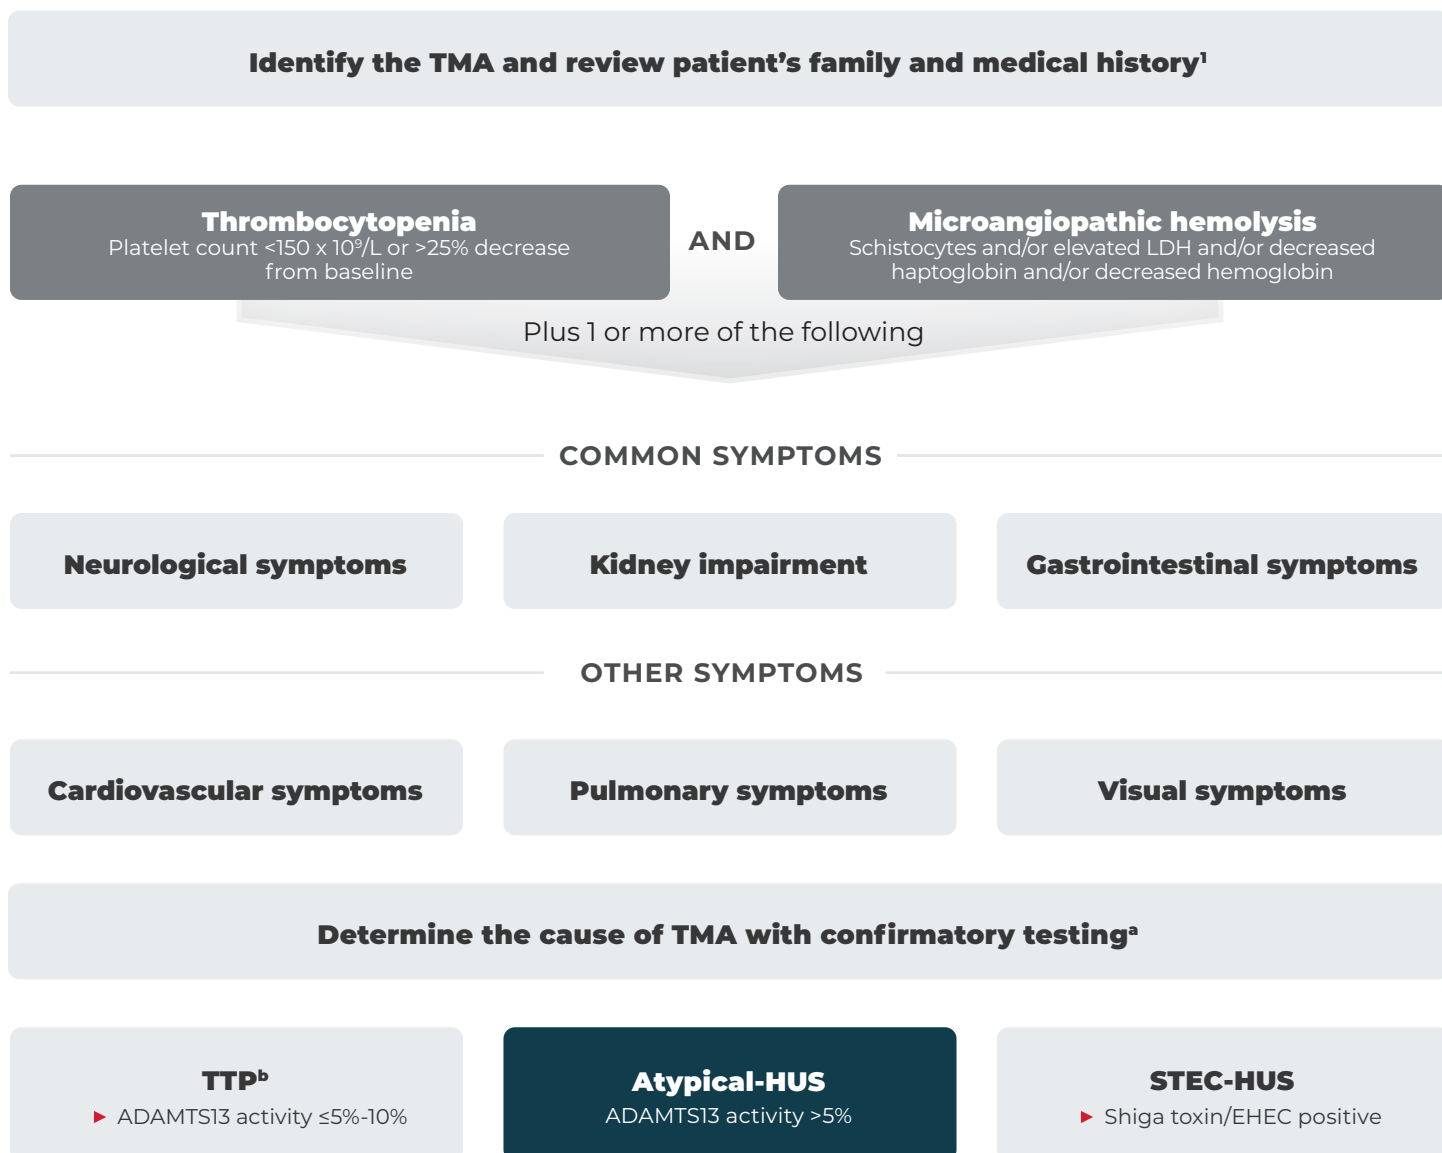 Identify the TMA and review patient’s family and medical history¹
Thrombocytopenia
Platelet count <150 x 10⁹/L or >25% decrease
from baseline
AND
Microangiopathic hemolysis
Schistocytes and/or elevated LDH and/or decreased
haptoglobin and/or decreased hemoglobin
Plus 1 or more of the following
COMMON SYMPTOMS
Neurological symptoms
Kidney impairment
Gastrointestinal symptoms
OTHER SYMPTOMS
Cardiovascular symptoms
Pulmonary symptoms
Visual symptoms
Determine the cause of TMA with confirmatory testingᵃ
TTPᵇ
► ADAMTS13 activity ≤5%-10%
Atypical-HUS
ADAMTS13 activity >5%
STEC-HUS
► Shiga toxin/EHEC positive